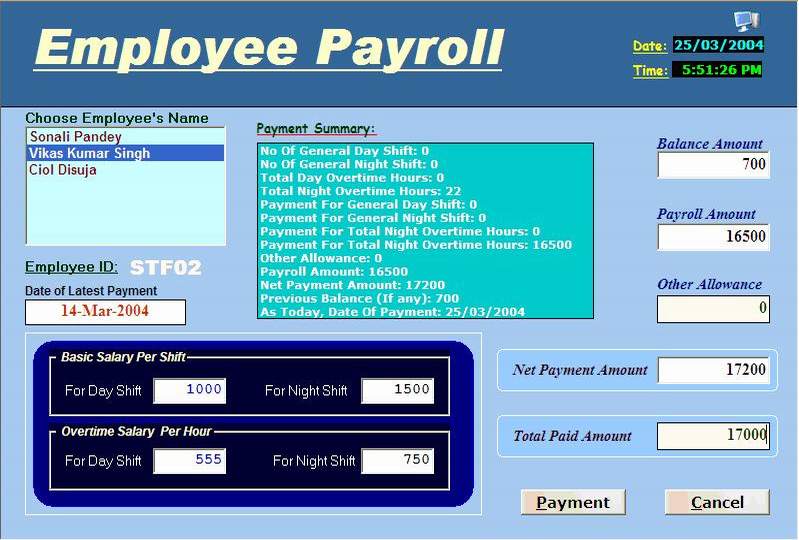 Employee Payroll
Date: 25/03/2004
Time: 5:51:26 PM
Choose Employee's Name
Sonali Pandey
Vikas Kumar Singh
Ciol Disuja
Employee ID: STF02
Date of Latest Payment
14-Mar-2004
Payment Summary:
No Of General Day Shift: 0
No Of General Night Shift: 0
Total Day Overtime Hours: 0
Total Night Overtime Hours: 22
Payment For General Day Shift: 0
Payment For General Night Shift: 0
Payment For Total Night Overtime Hours: 0
Payment For Total Night Overtime Hours: 16500
Other Allowance: 0
Payroll Amount: 16500
Net Payment Amount: 17200
Previous Balance (If any): 700
As Today, Date Of Payment: 25/03/2004
Balance Amount
700
Payroll Amount
16500
Other Allowance
0
Basic Salary Per Shift
For Day Shift 1000 For Night Shift 1500
Overtime Salary Per Hour
For Day Shift 555 For Night Shift 750
Net Payment Amount 17200
Total Paid Amount 17000
Payment Cancel